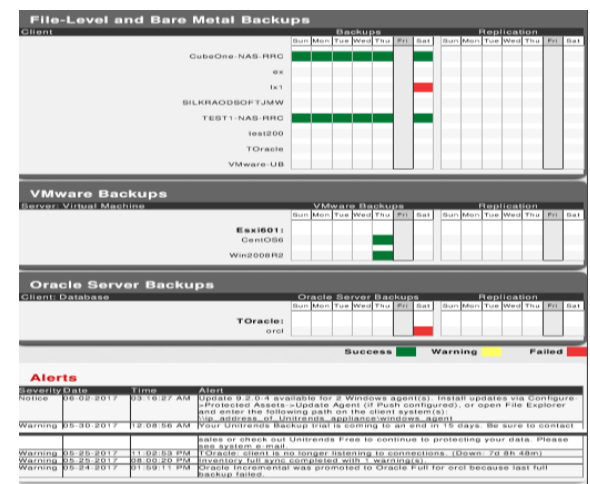 File-Level and Bare Metal Backups
Client Backups Replication
Sun Mon Tue Wed Thu Fri Sat Sun Mon Tue Wed Thu Fri Sat
CubeOne-NAS-RRC
ex
lx1
SILKRAODSOFTJMW
TEST1-NAS-RRC
test200
TOracle
VMware-UB
VMware Backups
Server: Virtual Machine VMware Backups Replication
Sun Mon Tue Wed Thu Fri Sat Sun Mon Tue Wed Thu Fri Sat
Esxi601:
CentOS6
Win2008R2
Oracle Server Backups
Client: Database Oracle Server Backups Replication
Sun Mon Tue Wed Thu Fri Sat Sun Mon Tue Wed Thu Fri Sat
TOracle:
orcl
Success Warning Failed
Alerts
Severity Date Time Alert
Notice 06-02-2017 03:16:27 AM Update 9.2.0-4 available for 2 Windows agent(s). Install updates via Configure-
>Protected Assets->Update Agent (if Push configured), or open File Explorer
and enter the following path on the client system(s):
\\ip_address_of_Unitrends_appliance\windows_agent
Warning 05-30-2017 12:08:56 AM Your Unitrends Backup trial is coming to an end in 15 days. Be sure to contact
sales or check out Unitrends Free to continue to protecting your data. Please
see system e-mail.
Warning 05-25-2017 11:02:53 PM TOracle: client is no longer listening to connections. (Down: 7d 8h 48m)
Warning 05-25-2017 08:00:20 PM Inventory full sync completed with 1 warning(s).
Warning 05-24-2017 01:59:11 PM Oracle Incremental was promoted to Oracle Full for orcl because last full
backup failed.